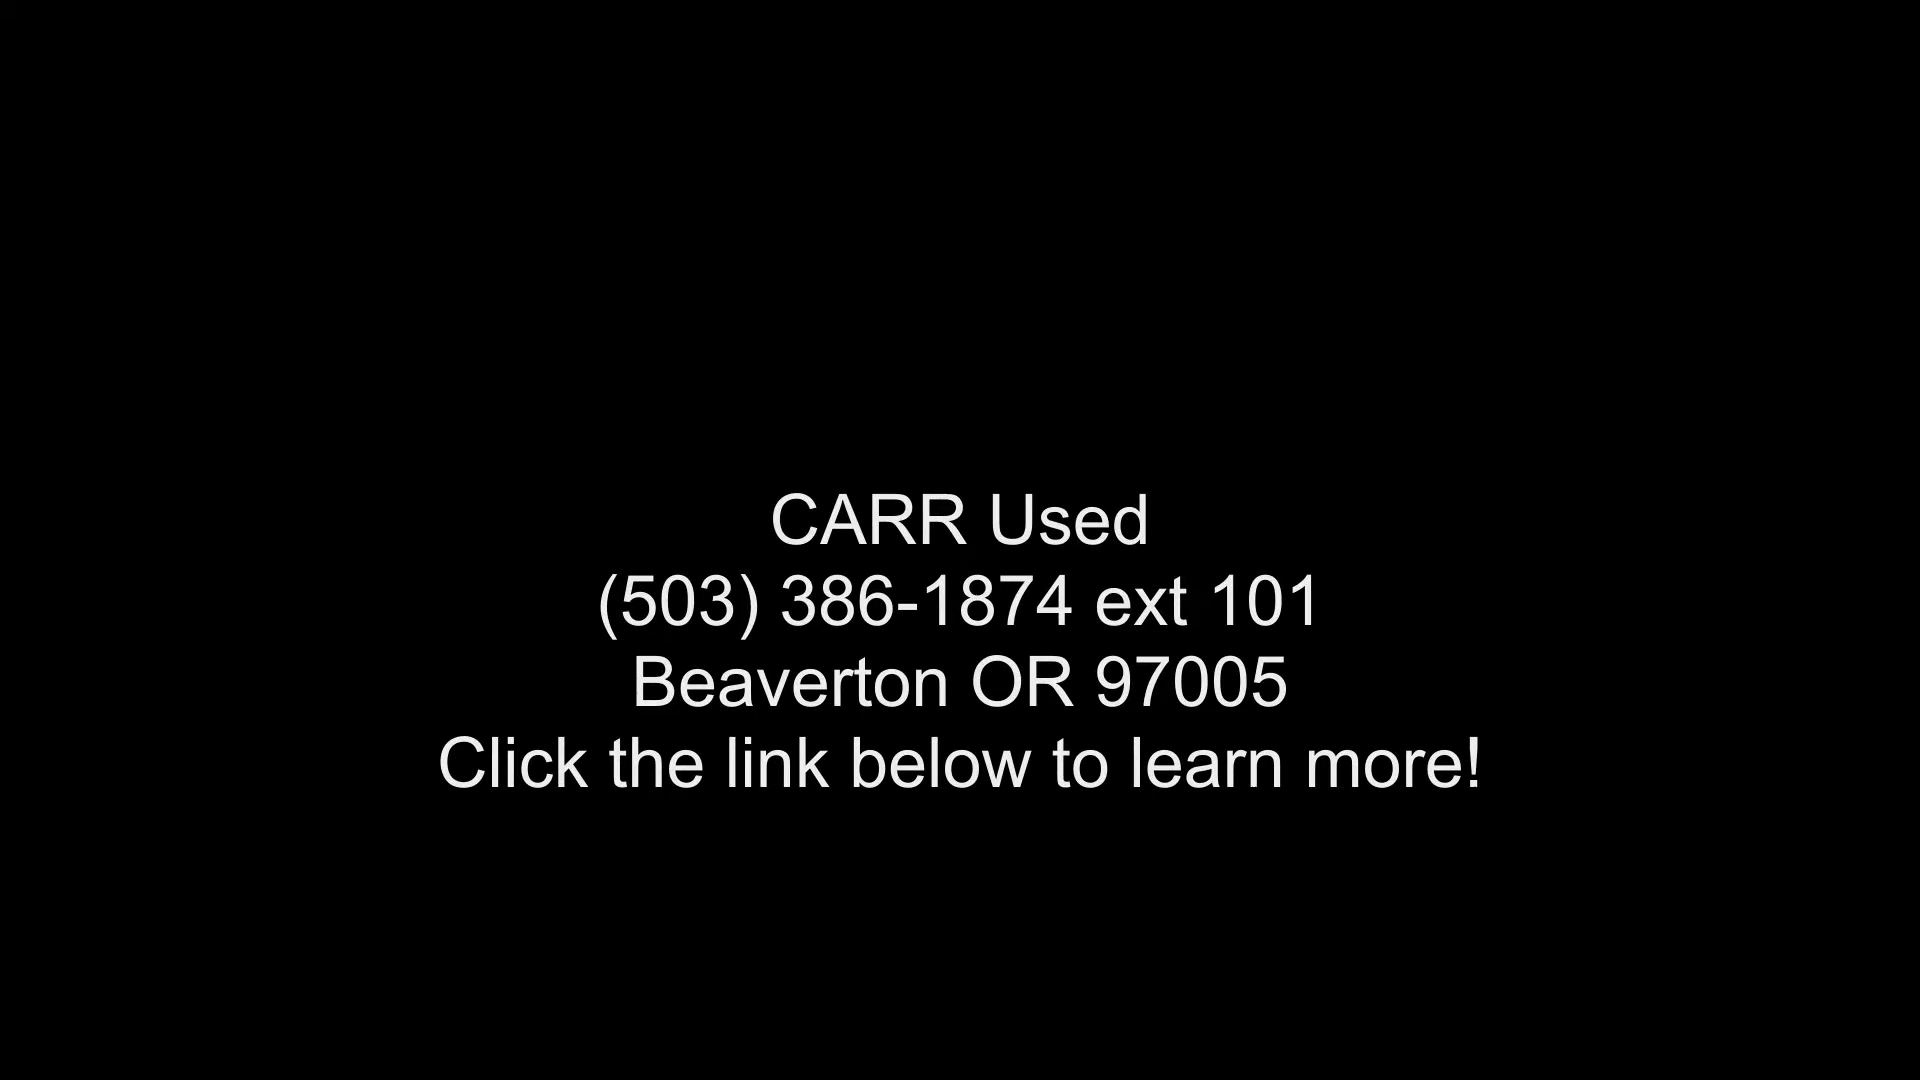 CARR Used
(503) 386-1874 ext 101
Beaverton OR 97005
Click the link below to learn more!